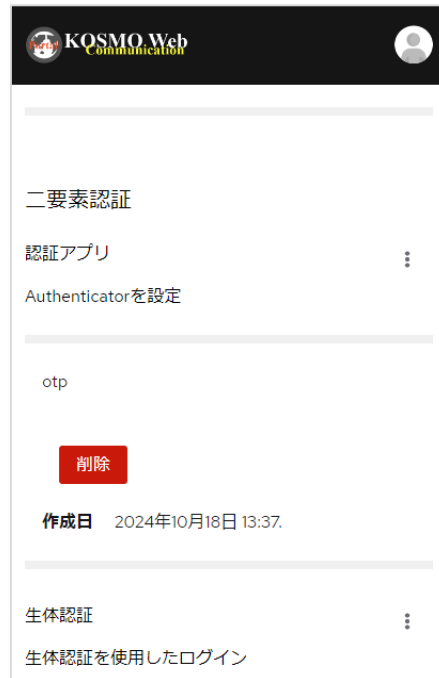 Portal KOSMO Web
Communication
二要素認証
認証アプリ
Authenticatorを設定
otp
削除
作成日 2024年10月18日 13:37.
生体認証
生体認証を使用したログイン